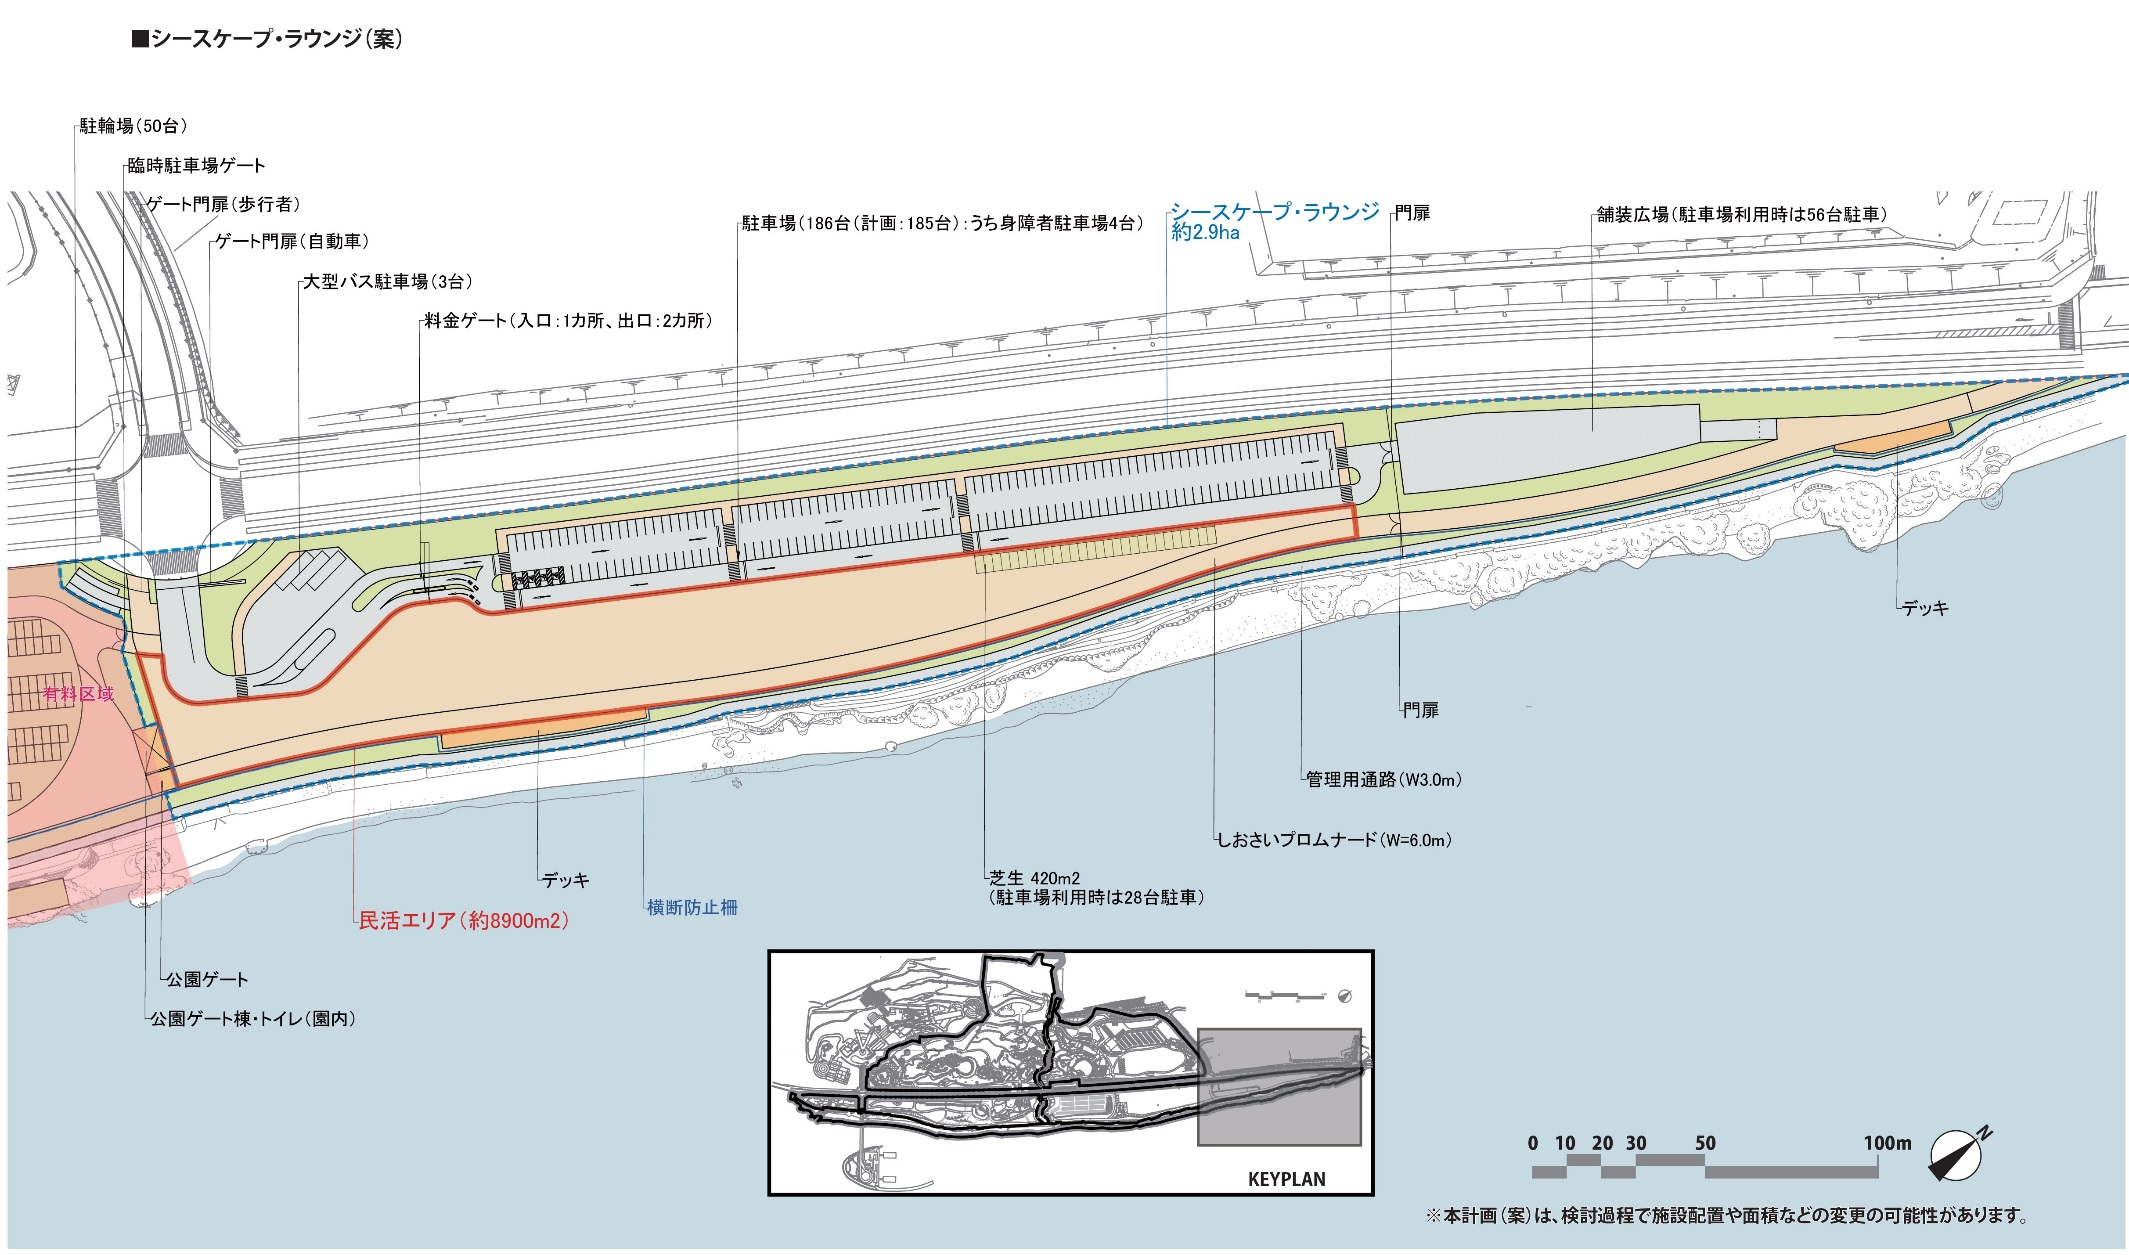 ■シースケープ・ラウンジ(案)
駐輪場(50台)
臨時駐車場ゲート
ゲート門扉(歩行者)
ゲート門扉(自動車)
大型バス駐車場(3台)
料金ゲート(入口:1カ所、出口:2カ所)
駐車場(186台(計画:185台):うち身障者駐車場4台)
シースケープ・ラウンジ
約2.9ha
門扉
舗装広場(駐車場利用時は56台駐車)
有料区域
デッキ
門扉
管理用通路(W3.0m)
しおさいプロムナード(W=6.0m)
芝生 420m2
(駐車場利用時は28台駐車)
デッキ
横断防止柵
民活エリア(約8900m2)
公園ゲート
公園ゲート棟・トイレ(園内)
KEYPLAN
0 10 20 30 50 100m
N
※本計画(案)は、検討過程で施設配置や面積などの変更の可能性があります。